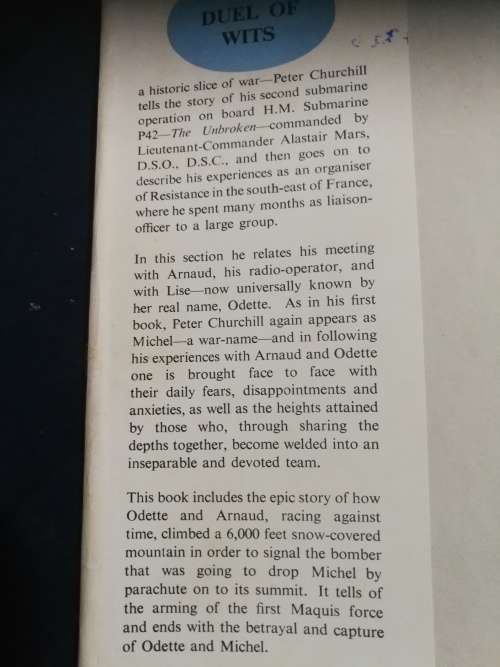 DUEL OF
WITS
a historic slice of war—Peter Churchill
tells the story of his second submarine
operation on board H.M. Submarine
P42—The Unbroken—commanded by
Lieutenant-Commander Alastair Mars,
D.S.O., D.S.C., and then goes on to
describe his experiences as an organiser
of Resistance in the south-east of France,
where he spent many months as liaison-
officer to a large group.
In this section he relates his meeting
with Arnaud, his radio-operator, and
with Lise—now universally known by
her real name, Odette. As in his first
book, Peter Churchill again appears as
Michel—a war-name—and in following
his experiences with Arnaud and Odette
one is brought face to face with
their daily fears, disappointments and
anxieties, as well as the heights attained
by those who, through sharing the
depths together, become welded into an
inseparable and devoted team.
This book includes the epic story of how
Odette and Arnaud, racing against
time, climbed a 6,000 feet snow-covered
mountain in order to signal the bomber
that was going to drop Michel by
parachute on to its summit. It tells of
the arming of the first Maquis force
and ends with the betrayal and capture
of Odette and Michel.